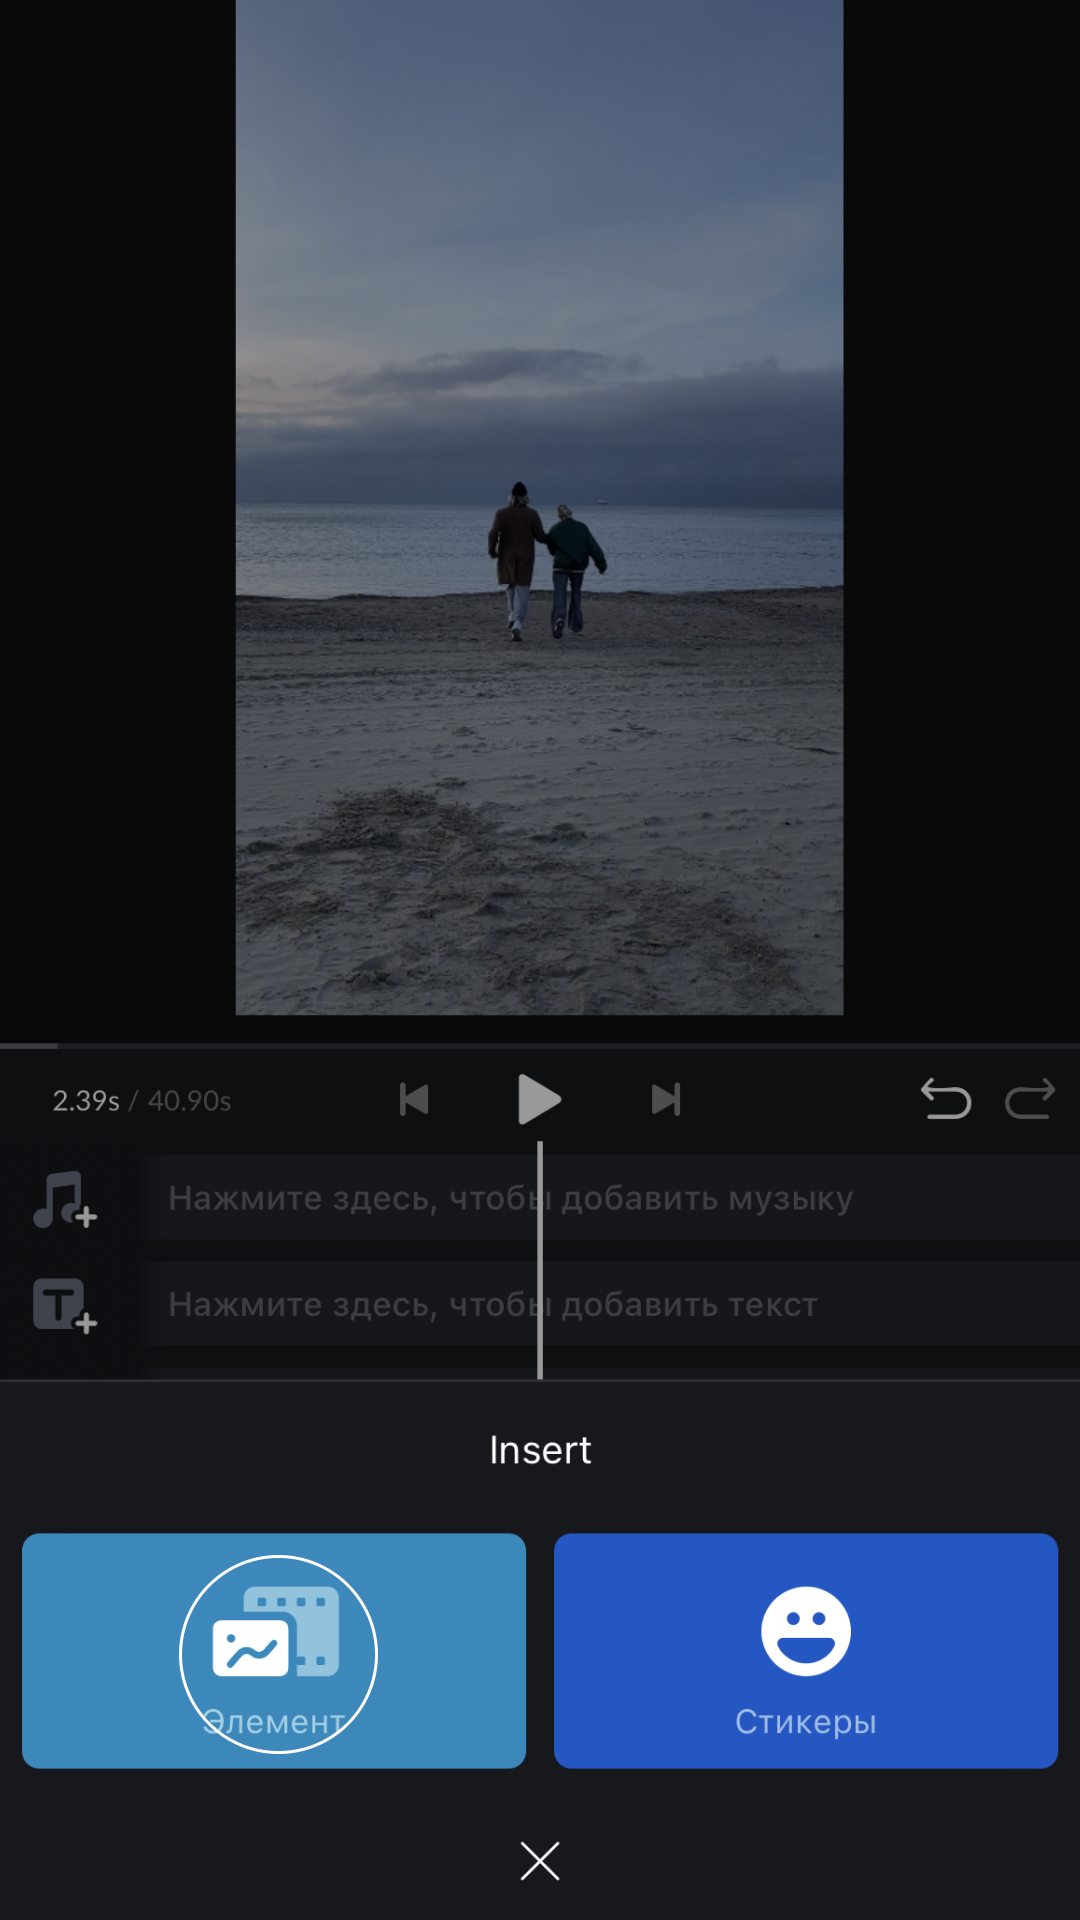 2.39s / 40.90s
Нажмите здесь, чтобы добавить музыку
Нажмите здесь, чтобы добавить текст
Insert
Элемент
Стикеры